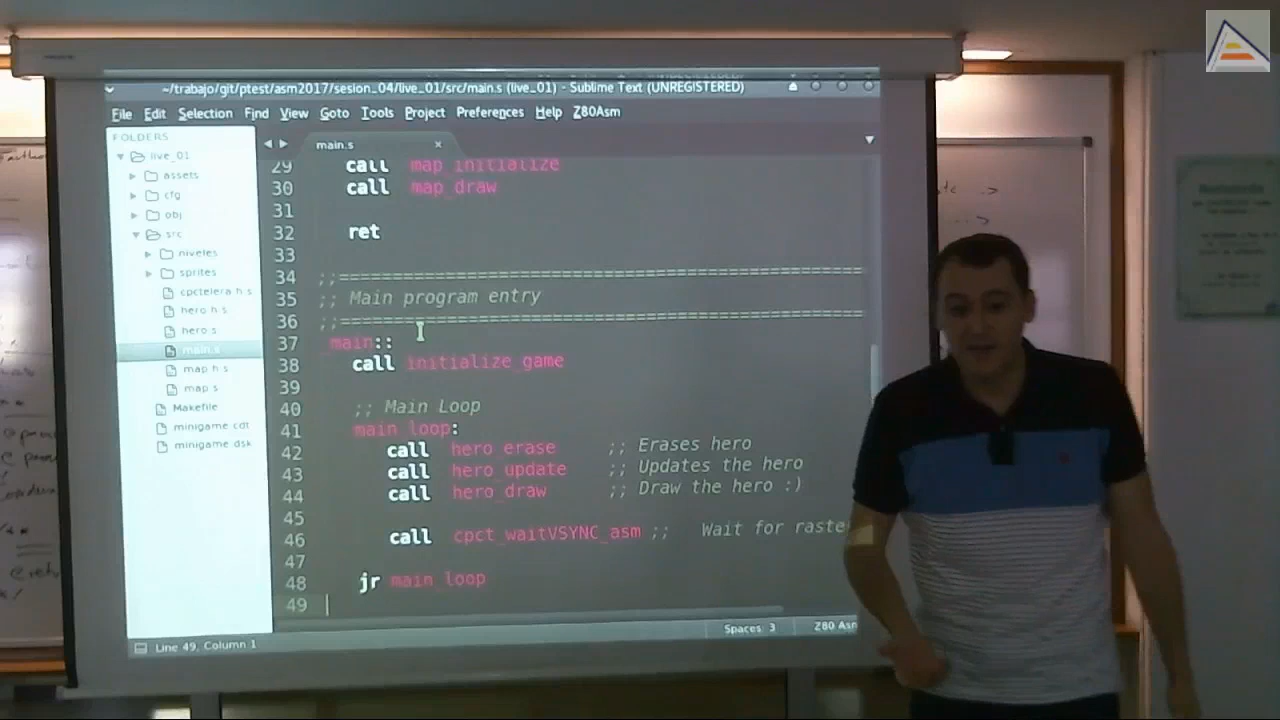 ~/trabajo/git/ptest/asm2017/sesion_04/live_01/src/main.s (live_01) - Sublime Text (UNREGISTERED)
File Edit Selection Find View Goto Tools Project Preferences Help Z80Asm
FOLDERS
live_01
assets
cfg
obj
src
niveles
sprites
cpctelera.h.s
hero.h.s
hero.s
main.s
map.h.s
map.s
Makefile
minigame.cdt
minigame.dsk
main.s
29 call map_initialize
30 call map_draw
31
32 ret
33
34 ;;====================================================
35 ;; Main program entry
36 ;;====================================================
37 _main::
38 call initialize_game
39
40 ;; Main Loop
41 main_loop:
42 call hero_erase ;; Erases hero
43 call hero_update ;; Updates the hero
44 call hero_draw ;; Draw the hero :)
45
46 call cpct_waitVSYNC_asm ;; Wait for raste
47
48 jr main_loop
49
Line 49, Column 1
Spaces: 3
Z80 Asm